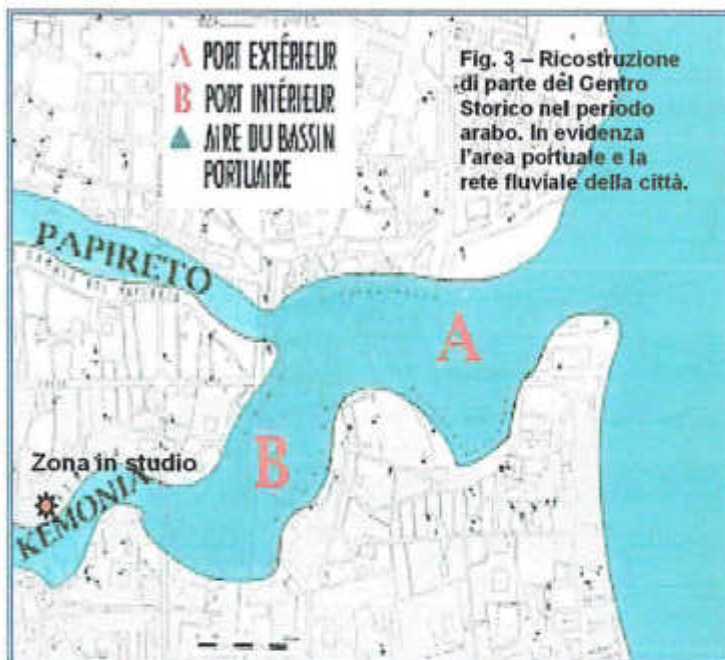 A PORT EXTÉRIEUR
B PORT INTÉRIEUR
AIRE DU BASSIN
PORTUAIRE
Fig. 3 – Ricostruzione
di parte del Centro
Storico nel periodo
arabo. In evidenza
l'area portuale e la
rete fluviale della città.
PAPIRETO
A
B
Zona in studio
KEMONIA